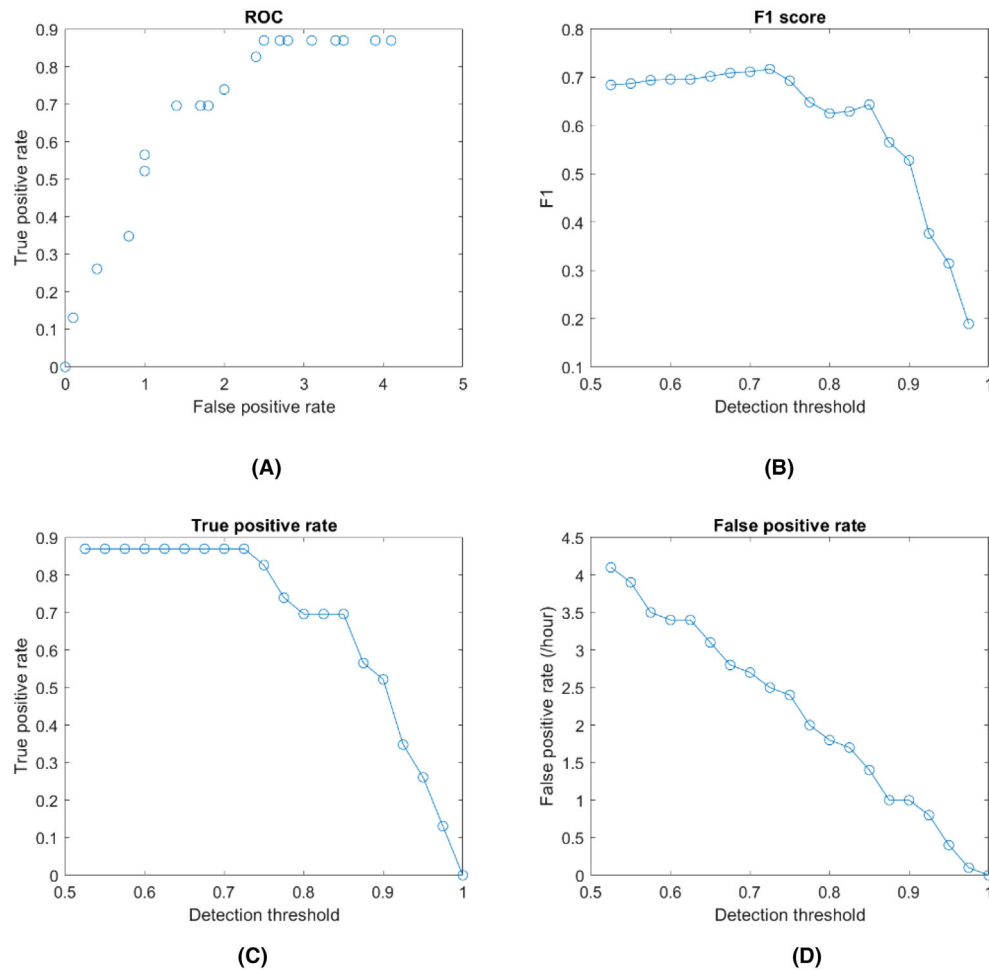 ROC
0.9
0.8
0.7
0.6
0.5
0.4
0.3
0.2
0.1
0
True positive rate
0 1 2 3 4 5
False positive rate
(A)
F1 score
0.8
0.7
0.6
0.5
0.4
0.3
0.2
0.1
F1
0.5 0.6 0.7 0.8 0.9 1
Detection threshold
(B)
True positive rate
0.9
0.8
0.7
0.6
0.5
0.4
0.3
0.2
0.1
0
True positive rate
0.5 0.6 0.7 0.8 0.9 1
Detection threshold
(C)
False positive rate
4.5
4
3.5
3
2.5
2
1.5
1
0.5
0
False positive rate (/hour)
0.5 0.6 0.7 0.8 0.9 1
Detection threshold
(D)